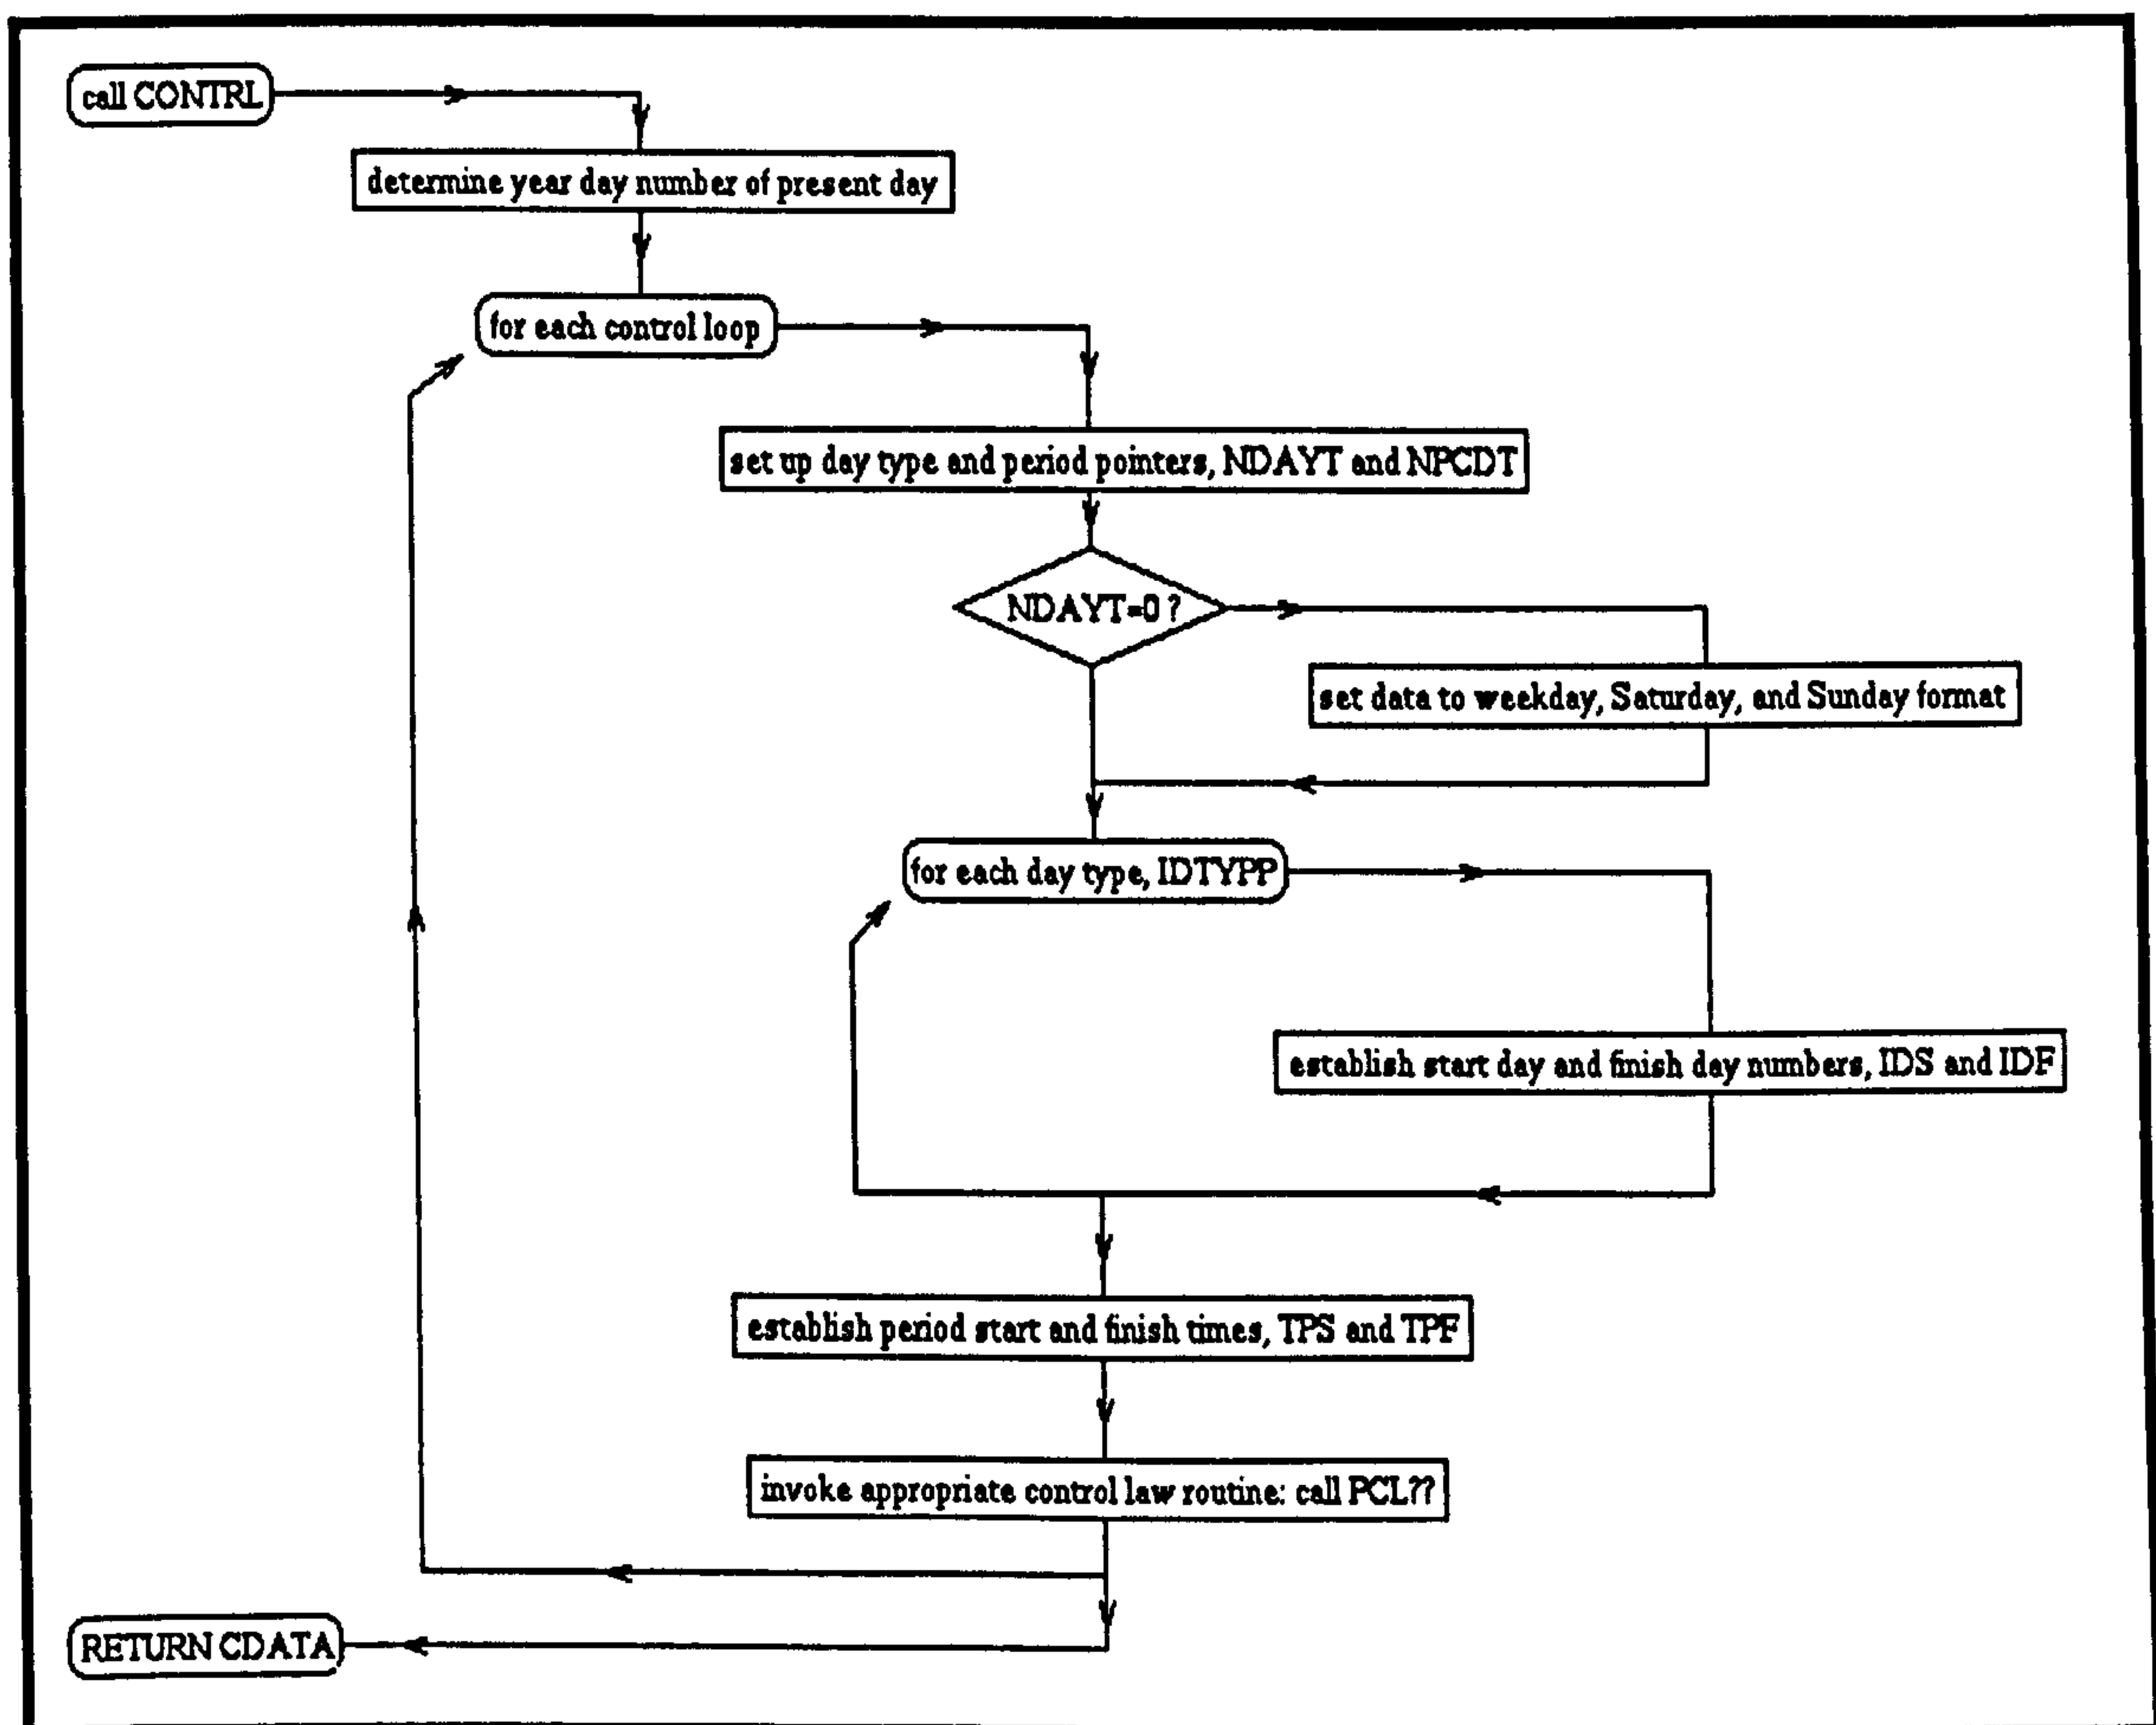 call CONTRL
determine year day number of present day
for each control loop
set up day type and period pointers, NDAYT and NPCDT
NDAYT=0 ?
set data to weekday, Saturday, and Sunday format
for each day type, IDTYPP
establish start day and finish day numbers, IDS and IDF
establish period start and finish times, TPS and TPF
invoke appropriate control law routine: call PCL??
RETURN CDATA